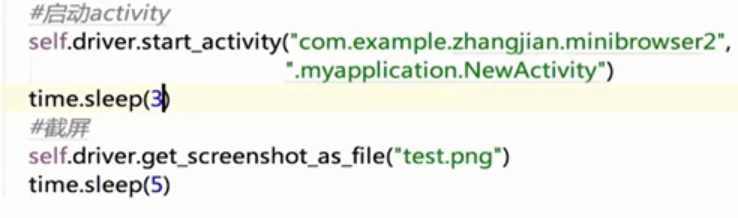 #启动activity
self.driver.start_activity("com.example.zhangjian.minibrowser2",
".myapplication.NewActivity")
time.sleep(3)
#截屏
self.driver.get_screenshot_as_file("test.png")
time.sleep(5)